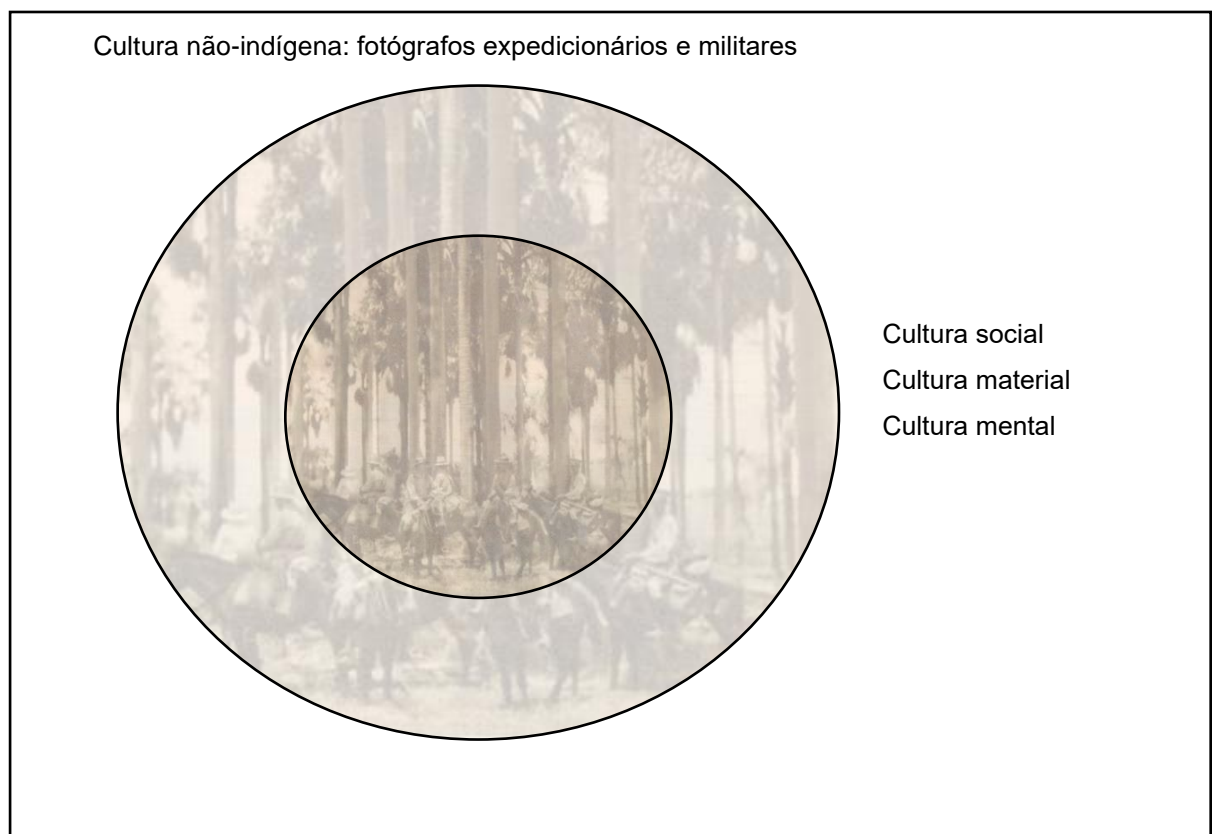 Cultura não-indígena: fotógrafos expedicionários e militares
Cultura social
Cultura material
Cultura mental